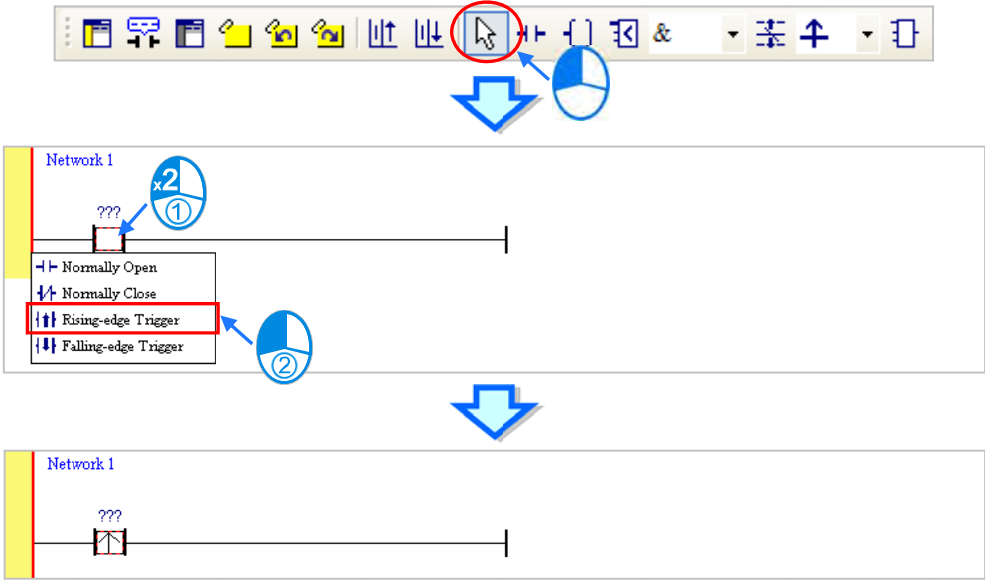 &
Network 1
x2
1
???
Normally Open
Normally Close
Rising-edge Trigger
Falling-edge Trigger
2
Network 1
???